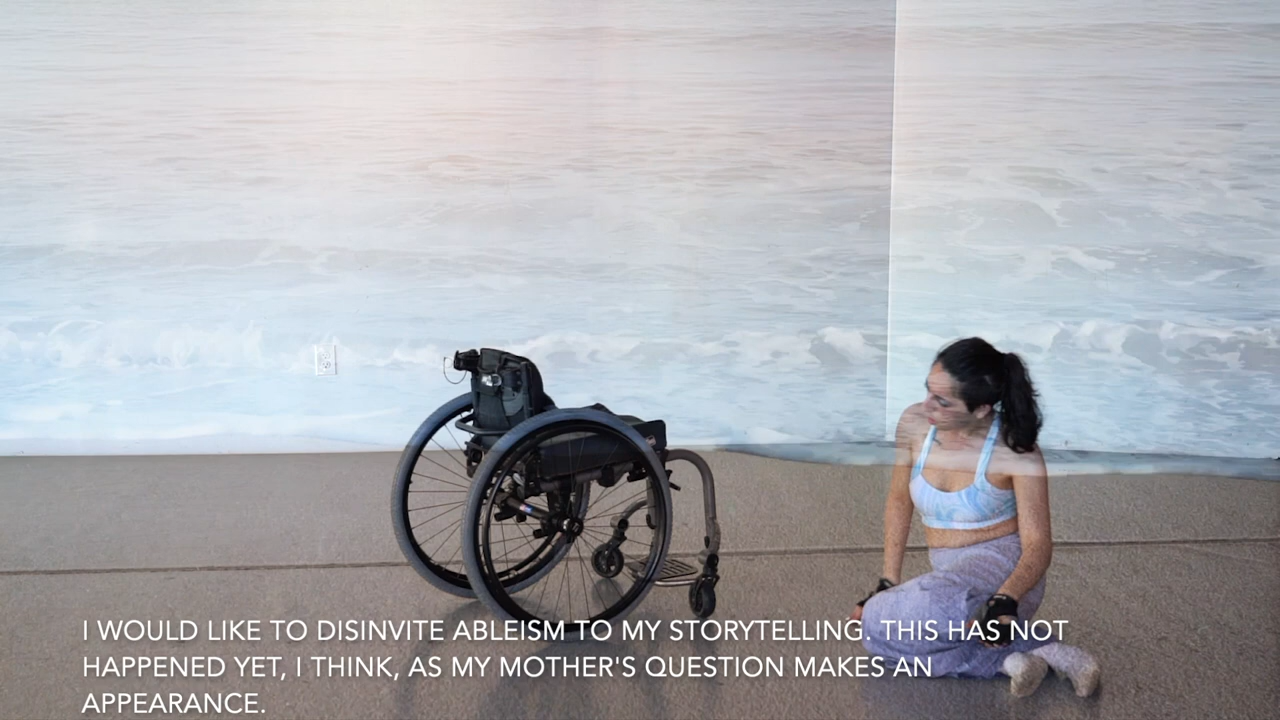 I WOULD LIKE TO DISINVITE ABLEISM TO MY STORYTELLING. THIS HAS NOT
HAPPENED YET, I THINK, AS MY MOTHER'S QUESTION MAKES AN
APPEARANCE.